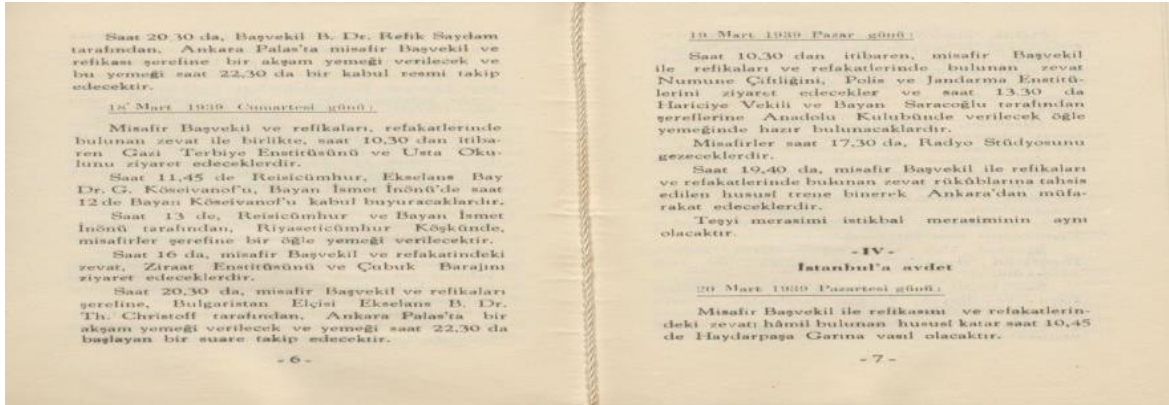 Saat 20 30 da, Başvekil B. Dr. Refik Saydam
tarafından, Ankara Palas'ta misafir Başvekil ve
refikası şerefine bir akşam yemeği verilecek ve
bu yemeği saat 22,30 da bir kabul resmi takip
edecektir.
18 Mart 1939 Cumartesi günü:
Misafir Başvekil ve refikaları, refakatlerinde
bulunan zevat ile birlikte, saat 10,30 dan itiba-
ren Gazi Terbiye Enstitüsünü ve Usta Oku-
lunu ziyaret edeceklerdir.
Saat 11,45 de Reisicümhur, Ekselans Bay
Dr. G. Köseivanof'u, Bayan İsmet İnönü'de saat
12 de Bayan Köseivanof'u kabul buyuracaklardır.
Saat 13 de, Reisicümhur ve Bayan İsmet
İnönü tarafından, Riyaseticümhur Köşkünde,
misafirler şerefine bir öğle yemeği verilecektir.
Saat 16 da, misafir Başvekil ve refakatindeki
zevat, Ziraat Enstitüsünü ve Çubuk Barajını
ziyaret edeceklerdir.
Saat 20,30 da, misafir Başvekil ve refikaları
şerefine, Bulgaristan Elçisi Ekselans B. Dr.
Th. Christoff tarafından, Ankara Palas'ta bir
akşam yemeği verilecek ve yemeği saat 22,30 da
başlayan bir suare takip edecektir.
- 6 -
19 Mart 1939 Pazar günü:
Saat 10,30 dan itibaren, misafir Başvekil
ile refikaları ve refakatlerinde bulunan zevat
Numune Çiftliğini, Polis ve Jandarma Enstitü-
lerini ziyaret edecekler ve saat 13.30 da
Hariciye Vekili ve Bayan Saracoğlu tarafından
şereflerine Anadolu Kulubünde verilecek öğle
yemeğinde hazır bulunacaklardır.
Misafirler saat 17,30 da, Radyo Stüdyosunu
gezeceklerdir.
Saat 19,40 da, misafir Başvekil ile refikaları
ve refakatlerinde bulunan zevat rükûblarına tahsis
edilen hususî trene binerek Ankara'dan müfa-
rakat edeceklerdir.
Teşyi merasimi istikbal merasiminin aynı
olacaktır.
- IV -
İstanbul'a avdet
20 Mart 1939 Pazartesi günü:
Misafir Başvekil ile refikasını ve refakatlerin-
deki zevatı hâmil bulunan hususî katar saat 10,45
de Haydarpaşa Garına vasıl olacaktır.
- 7 -